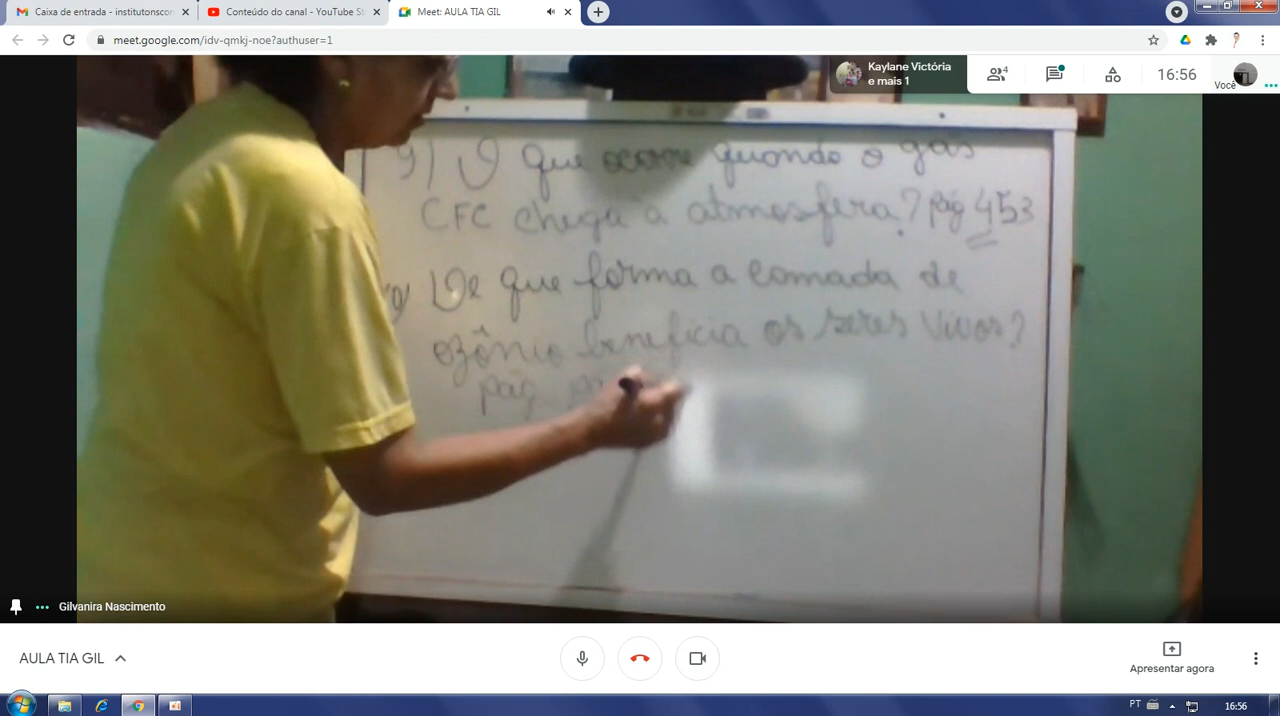 Caixa de entrada - institutonscon
Conteúdo do canal - YouTube St
Meet: AULA TIA GIL
meet.google.com/idv-qmkj-noe?authuser=1
Kaylane Victória
e mais 1
4
16:56
Você
9) O que ocorre quando o gás
CFC chega a atmosfera? pág 453
De que forma a camada de
ozônio beneficia os seres vivos?
pág
Gilvanira Nascimento
AULA TIA GIL
Apresentar agora
PT
16:56